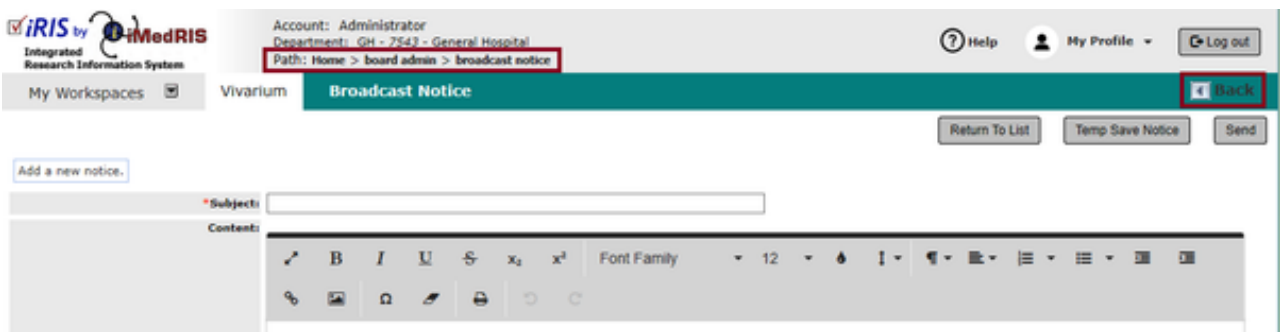 iRIS by iMedRIS
Integrated
Research Information System
Account: Administrator
Department: GH - 7543 - General Hospital
Path: Home > board admin > broadcast notice
? Help
My Profile
Log out
My Workspaces
Vivarium
Broadcast Notice
Back
Return To List
Temp Save Notice
Send
Add a new notice.
*Subject:
Content:
B I U S x₂ x² Font Family 12 ¶
Ω